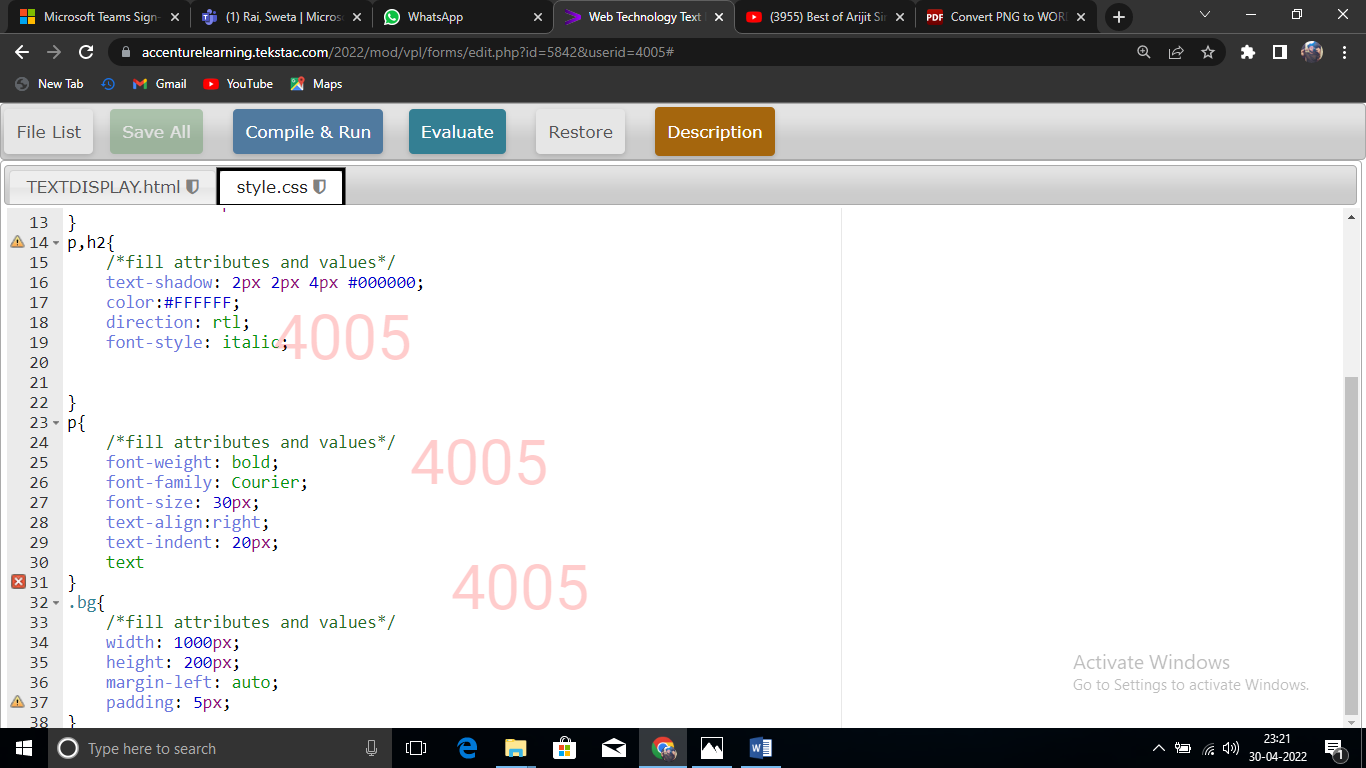 Microsoft Teams Sign-
(1) Rai, Sweta | Micros
WhatsApp
Web Technology Text
(3955) Best of Arijit Si
PDF Convert PNG to WOR
accenturelearning.tekstac.com/2022/mod/vpl/forms/edit.php?id=5842&userid=4005#
New Tab
Gmail
YouTube
Maps
File List
Save All
Compile & Run
Evaluate
Restore
Description
TEXTDISPLAY.html
style.css
13 }
14 p,h2{
15 /*fill attributes and values*/
16 text-shadow: 2px 2px 4px #000000;
17 color:#FFFFFF;
18 direction: rtl;
19 font-style: italic;
4005
20
21
22 }
23 p{
24 /*fill attributes and values*/
25 font-weight: bold;
4005
26 font-family: Courier;
27 font-size: 30px;
28 text-align:right;
29 text-indent: 20px;
30 text
31 }
4005
32 .bg{
33 /*fill attributes and values*/
34 width: 1000px;
35 height: 200px;
36 margin-left: auto;
37 padding: 5px;
38 }
Activate Windows
Go to Settings to activate Windows.
Type here to search
23:21
30-04-2022
1